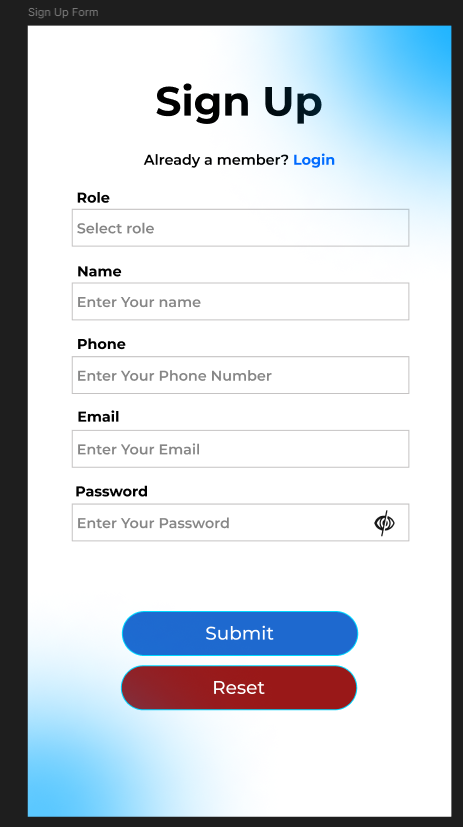 Sign Up Form
Sign Up
Already a member? Login
Role
Select role
Name
Enter Your name
Phone
Enter Your Phone Number
Email
Enter Your Email
Password
Enter Your Password
Submit
Reset